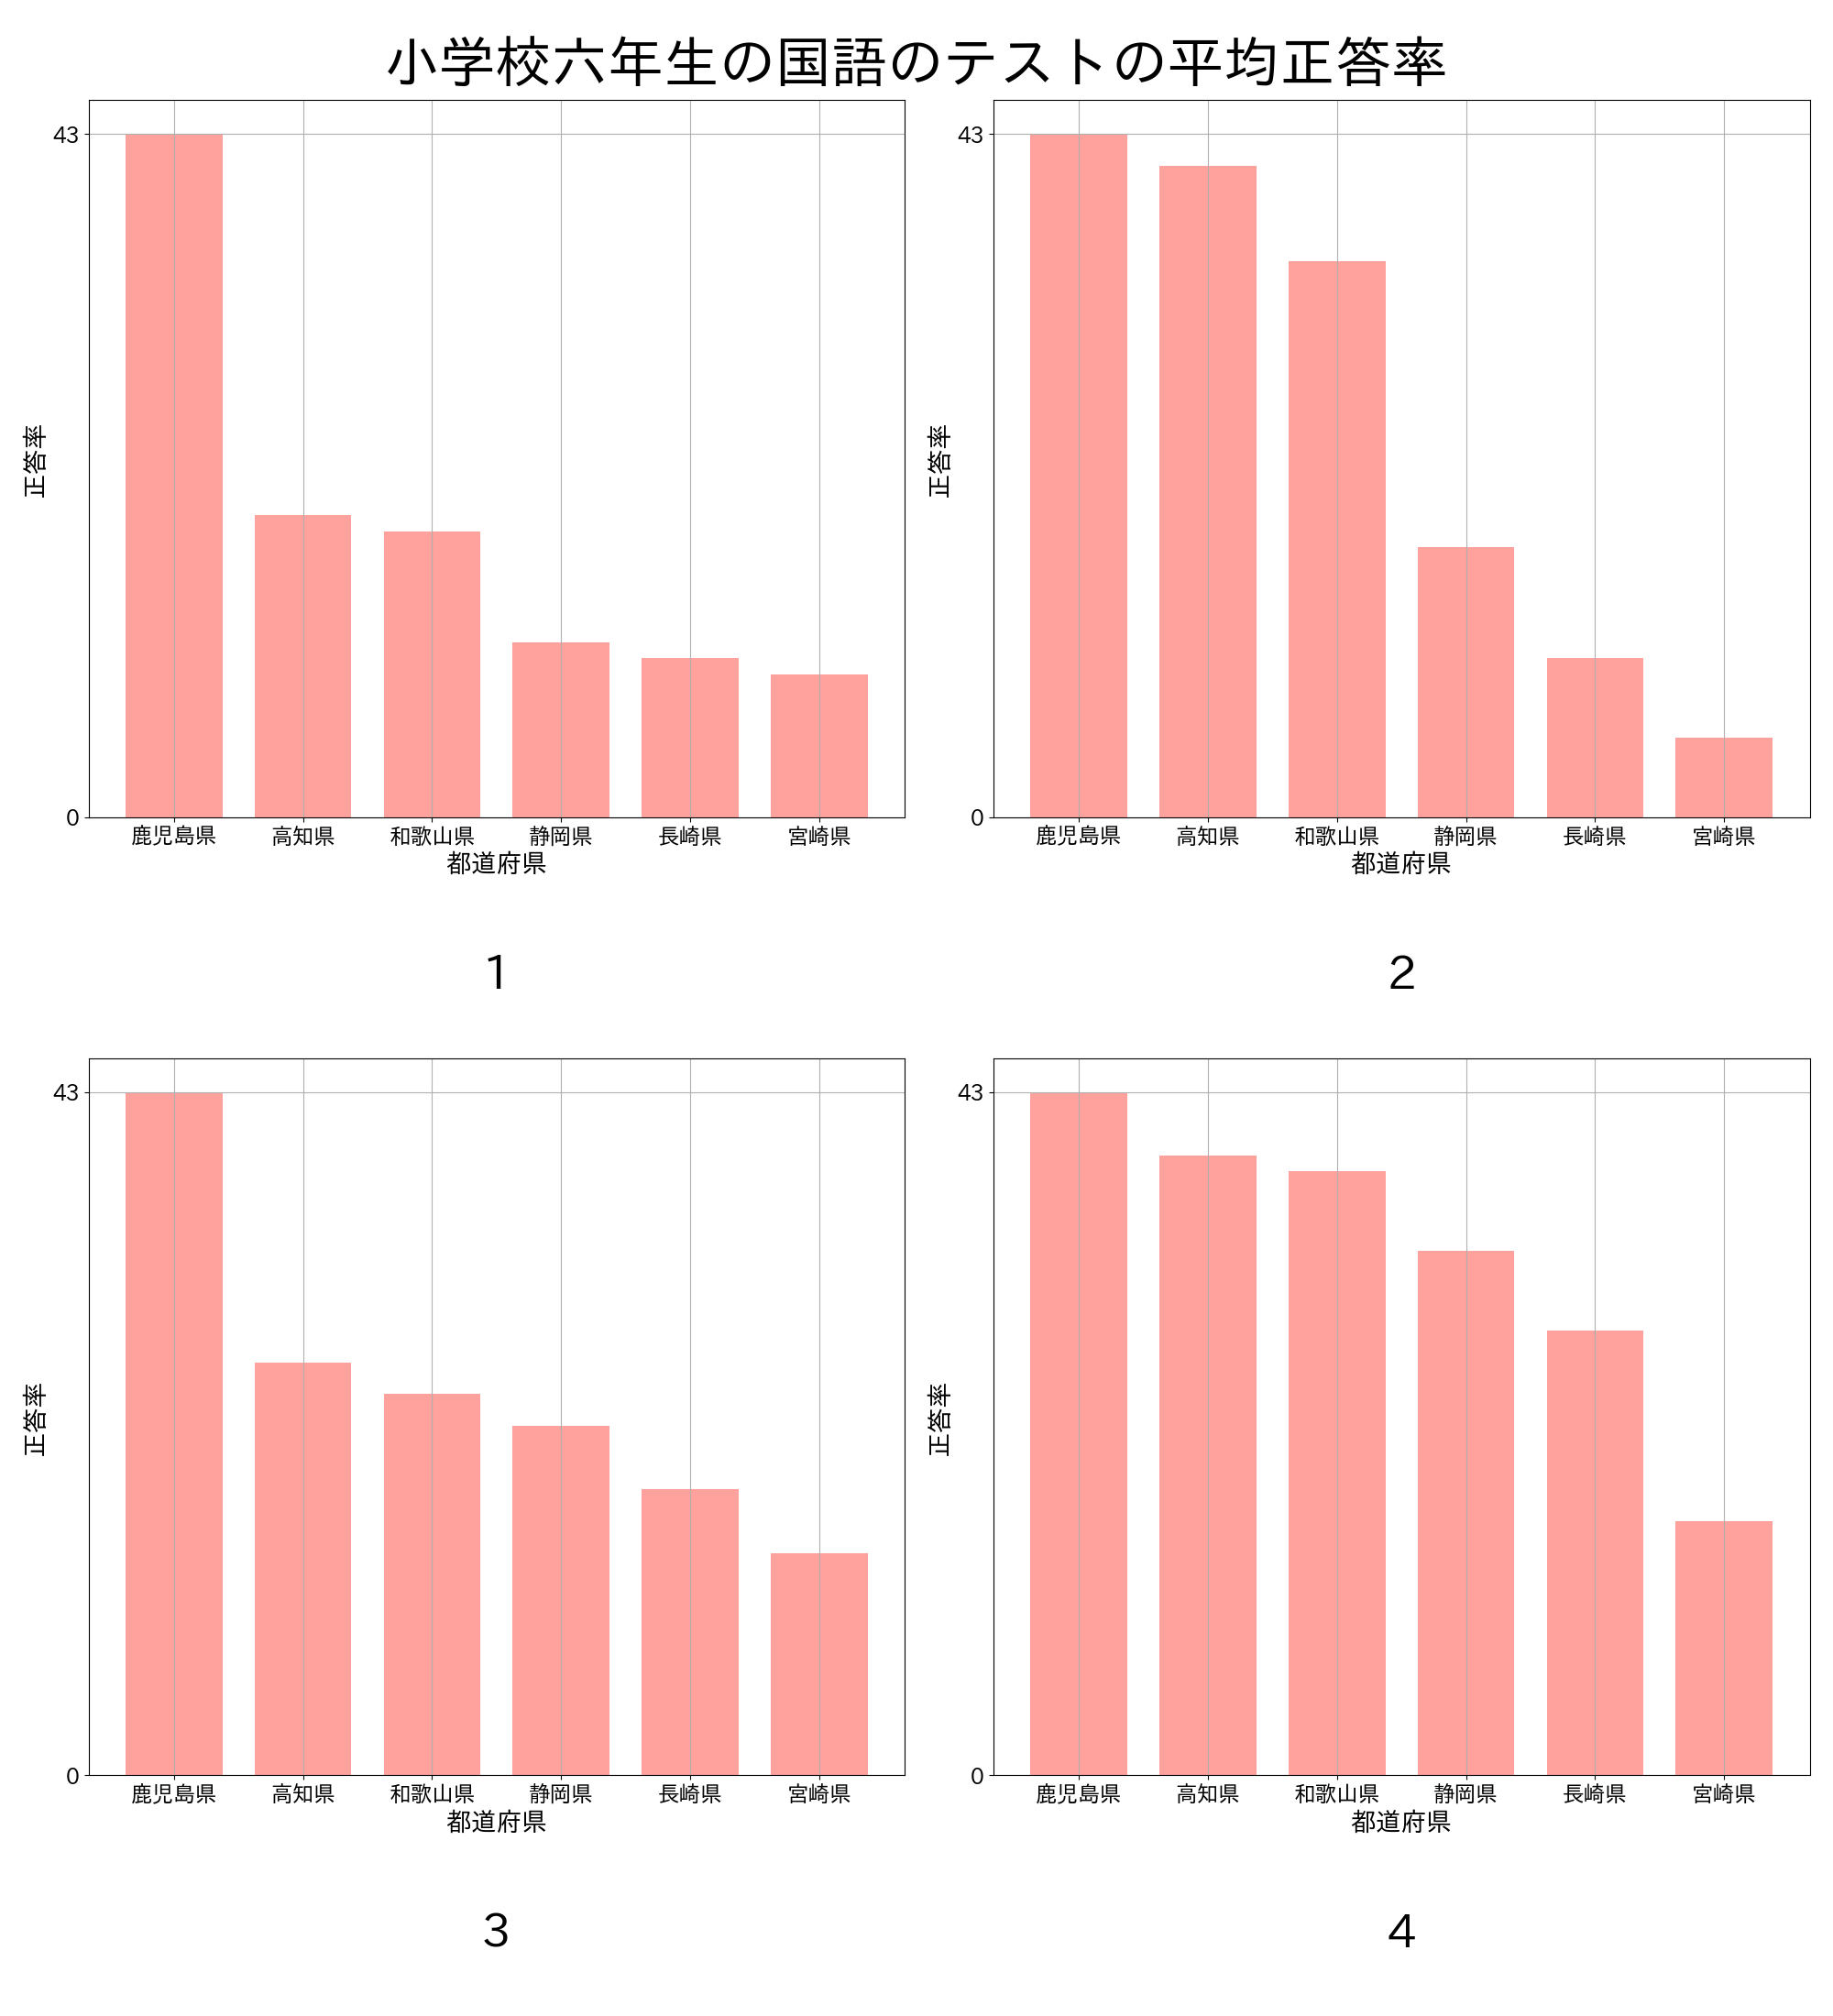 小学校六年生の国語のテストの平均正答率
43
0
正答率
鹿児島県 高知県 和歌山県 静岡県 長崎県 宮崎県
都道府県
1
43
0
正答率
鹿児島県 高知県 和歌山県 静岡県 長崎県 宮崎県
都道府県
2
43
0
正答率
鹿児島県 高知県 和歌山県 静岡県 長崎県 宮崎県
都道府県
3
43
0
正答率
鹿児島県 高知県 和歌山県 静岡県 長崎県 宮崎県
都道府県
4